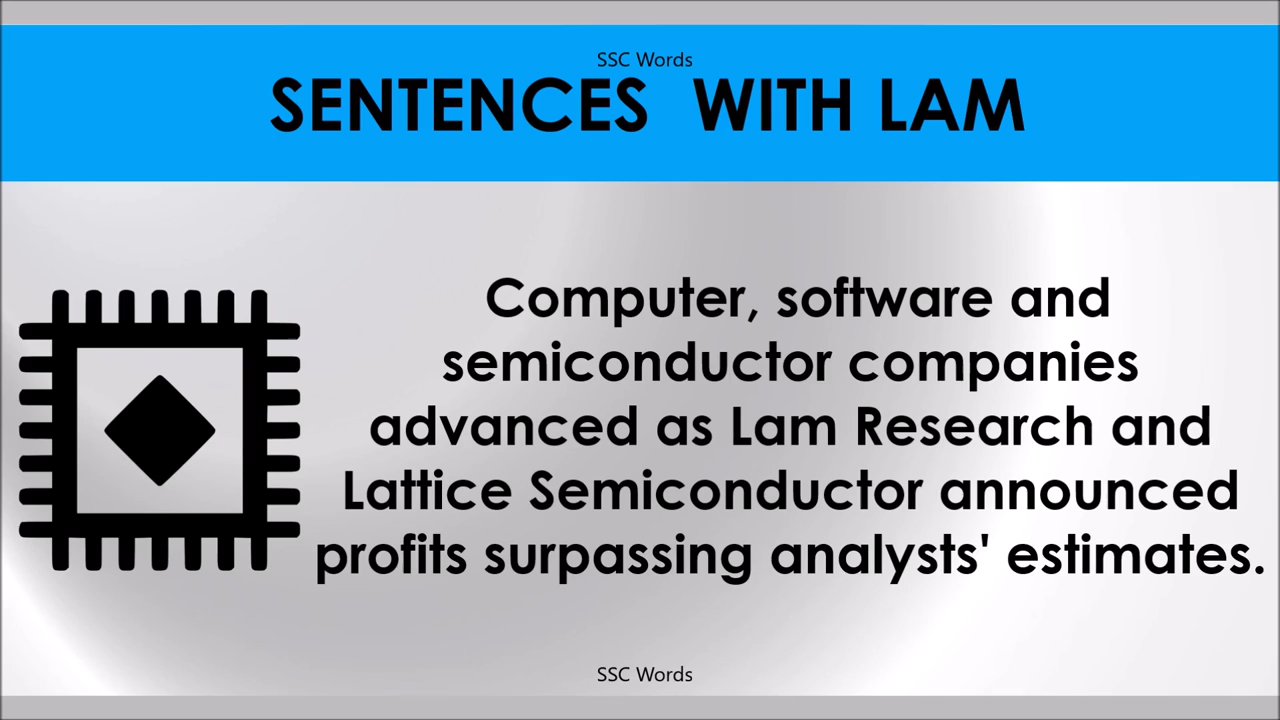 SSC Words
SENTENCES WITH LAM
Computer, software and
semiconductor companies
advanced as Lam Research and
Lattice Semiconductor announced
profits surpassing analysts' estimates.
SSC Words